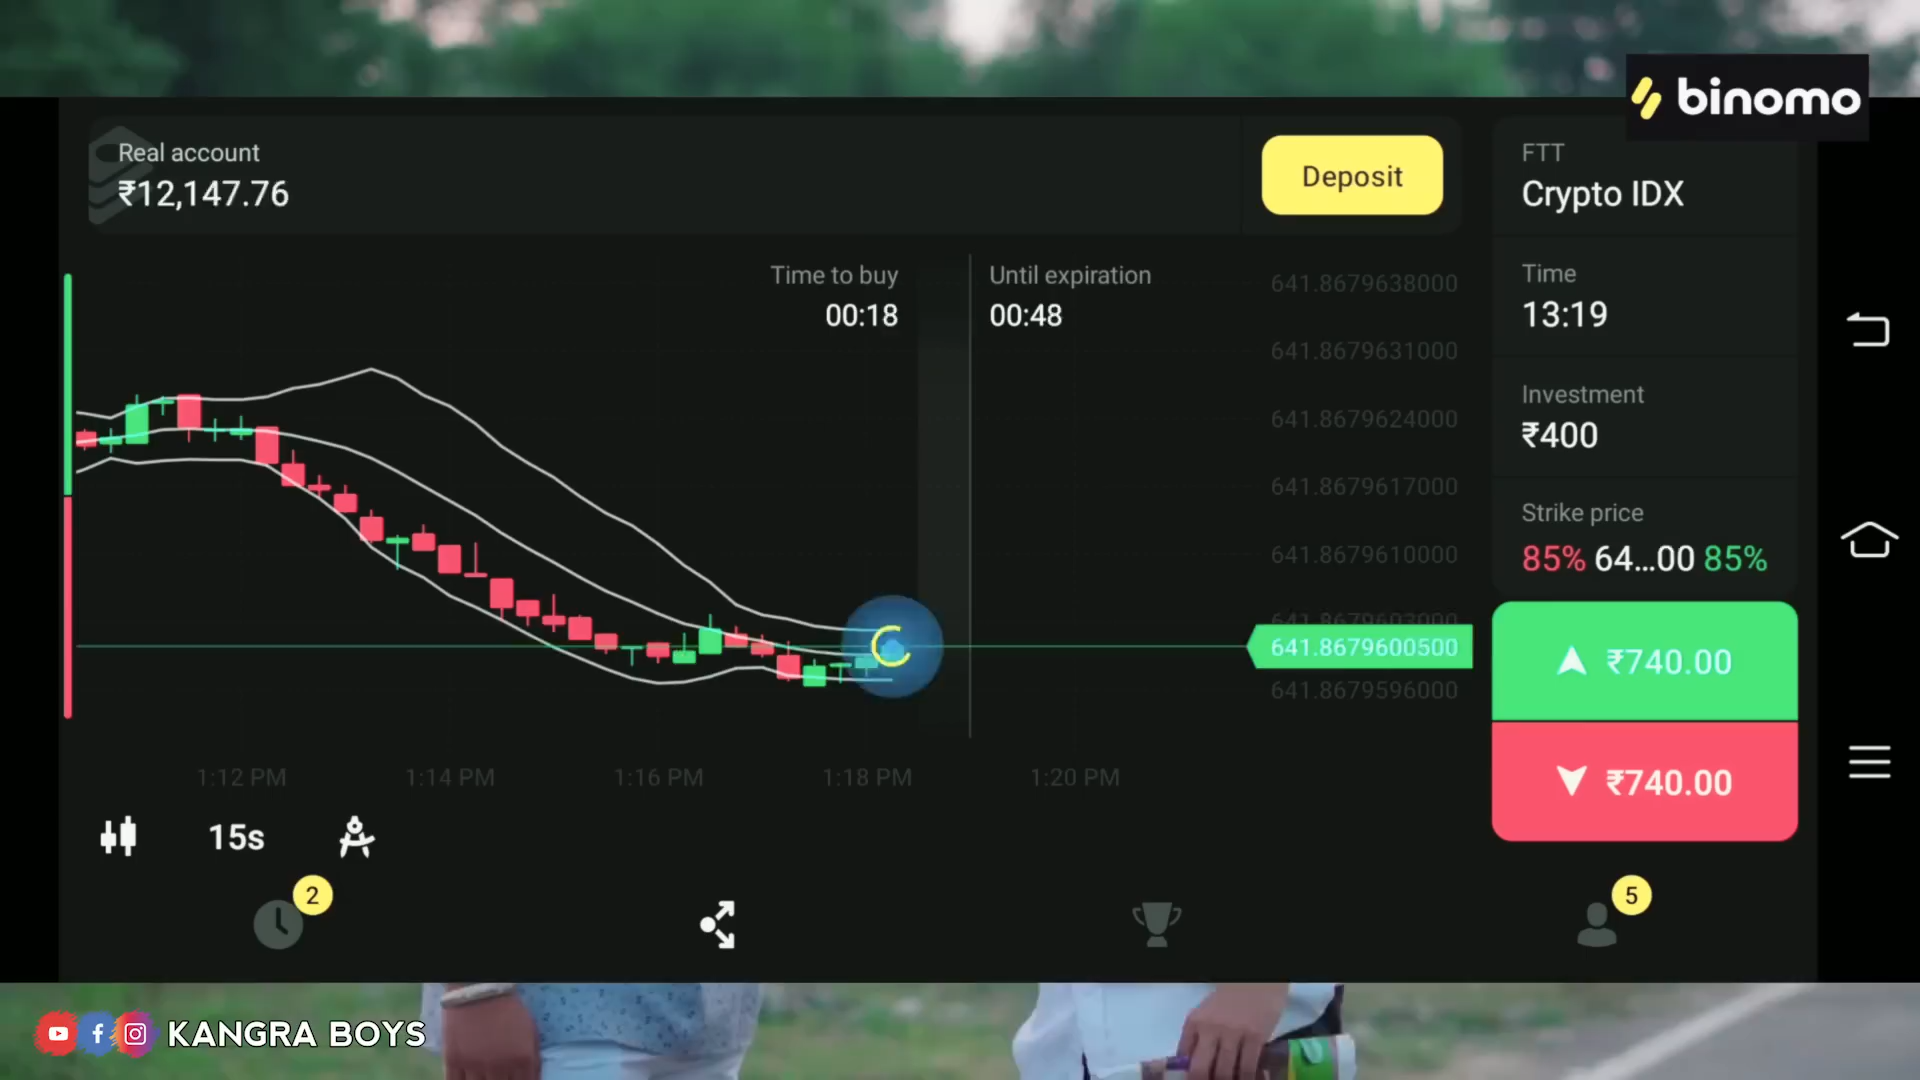 binomo
Real account
₹12,147.76
Deposit
FTT
Crypto IDX
Time to buy
00:18
Until expiration
00:48
Time
13:19
Investment
₹400
Strike price
85% 64...00 85%
₹740.00
₹740.00
641.8679638000
641.8679631000
641.8679624000
641.8679617000
641.8679610000
641.8679603000
641.8679600500
641.8679596000
1:12 PM
1:14 PM
1:16 PM
1:18 PM
1:20 PM
15s
2
5
KANGRA BOYS